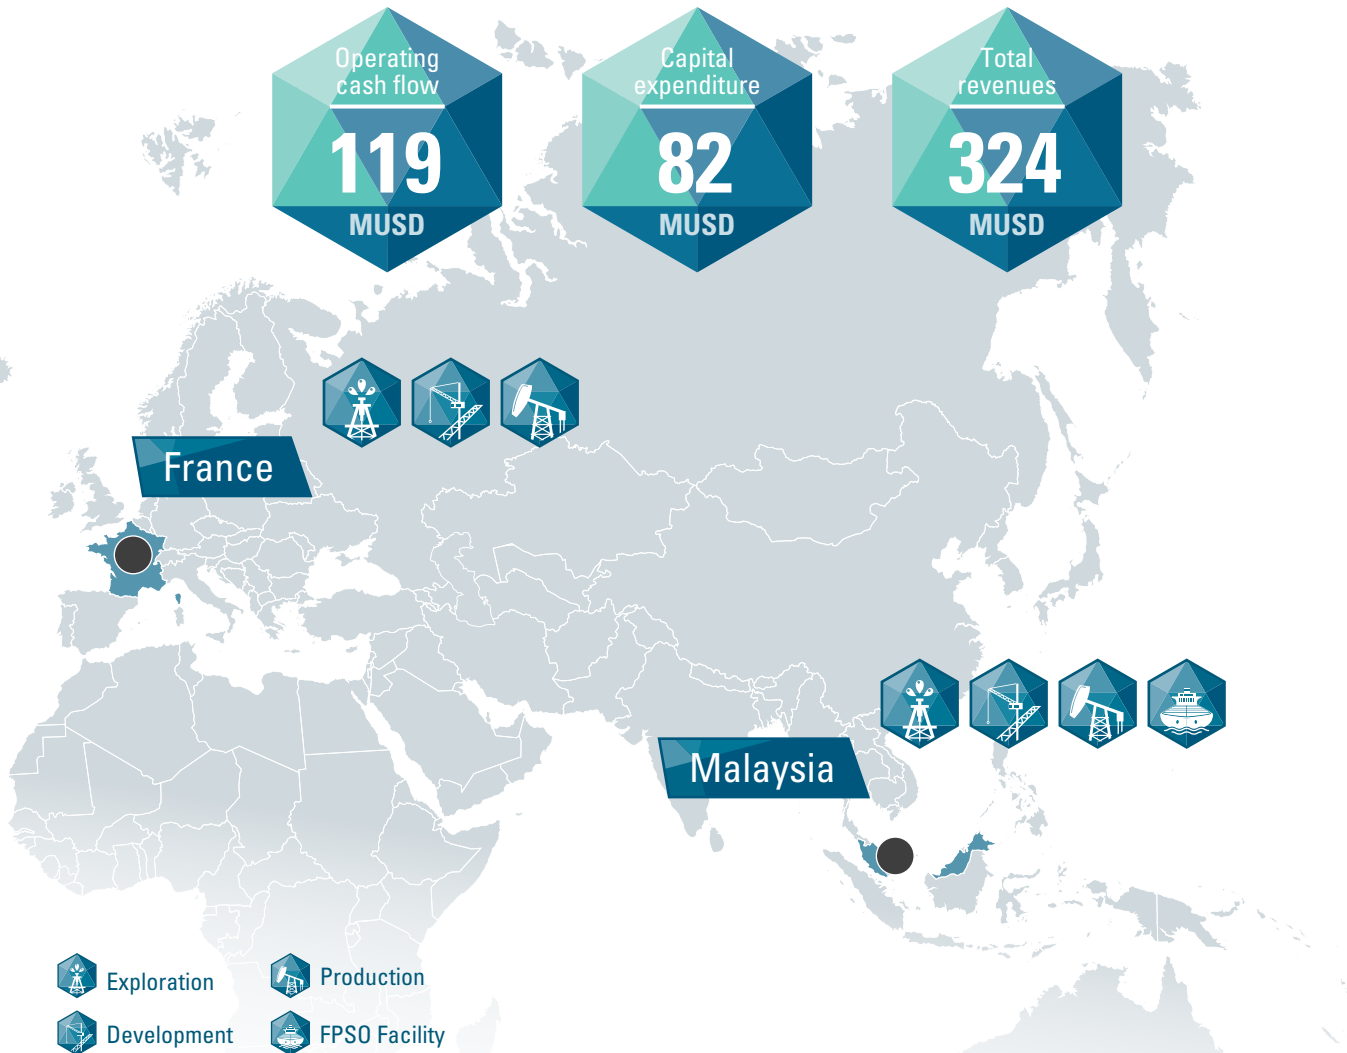 Operating
cash flow
119
MUSD
Capital
expenditure
82
MUSD
Total
revenues
324
MUSD
France
Malaysia
Exploration
Production
Development
FPSO Facility